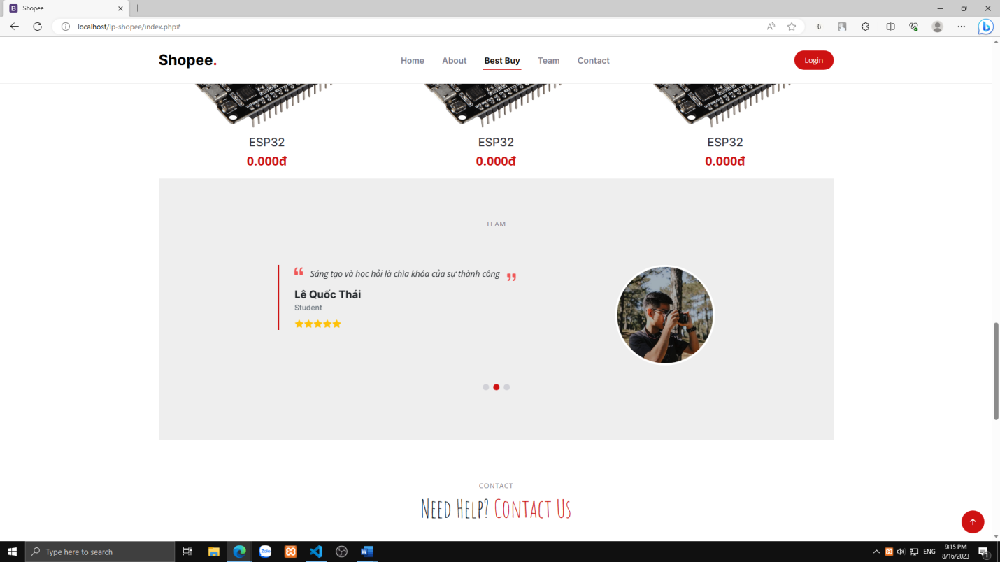 Shopee
localhost/lp-shopee/index.php#
Shopee.
Home About Best Buy Team Contact
Login
ESP32 ESP32 ESP32
0.000đ 0.000đ 0.000đ
TEAM
“ Sáng tạo và học hỏi là chìa khóa của sự thành công ”
Lê Quốc Thái
Student
CONTACT
Need Help? Contact Us
Type here to search
Zalo
ENG
9:15 PM
8/16/2023
1